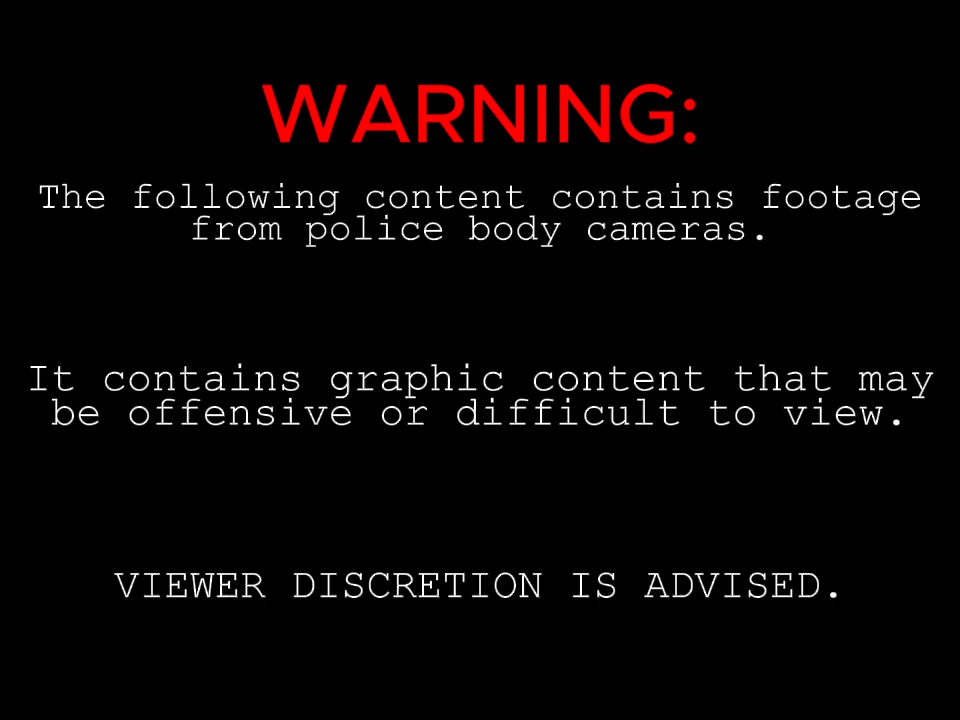 WARNING:
The following content contains footage
from police body cameras.
It contains graphic content that may
be offensive or difficult to view.
VIEWER DISCRETION IS ADVISED.